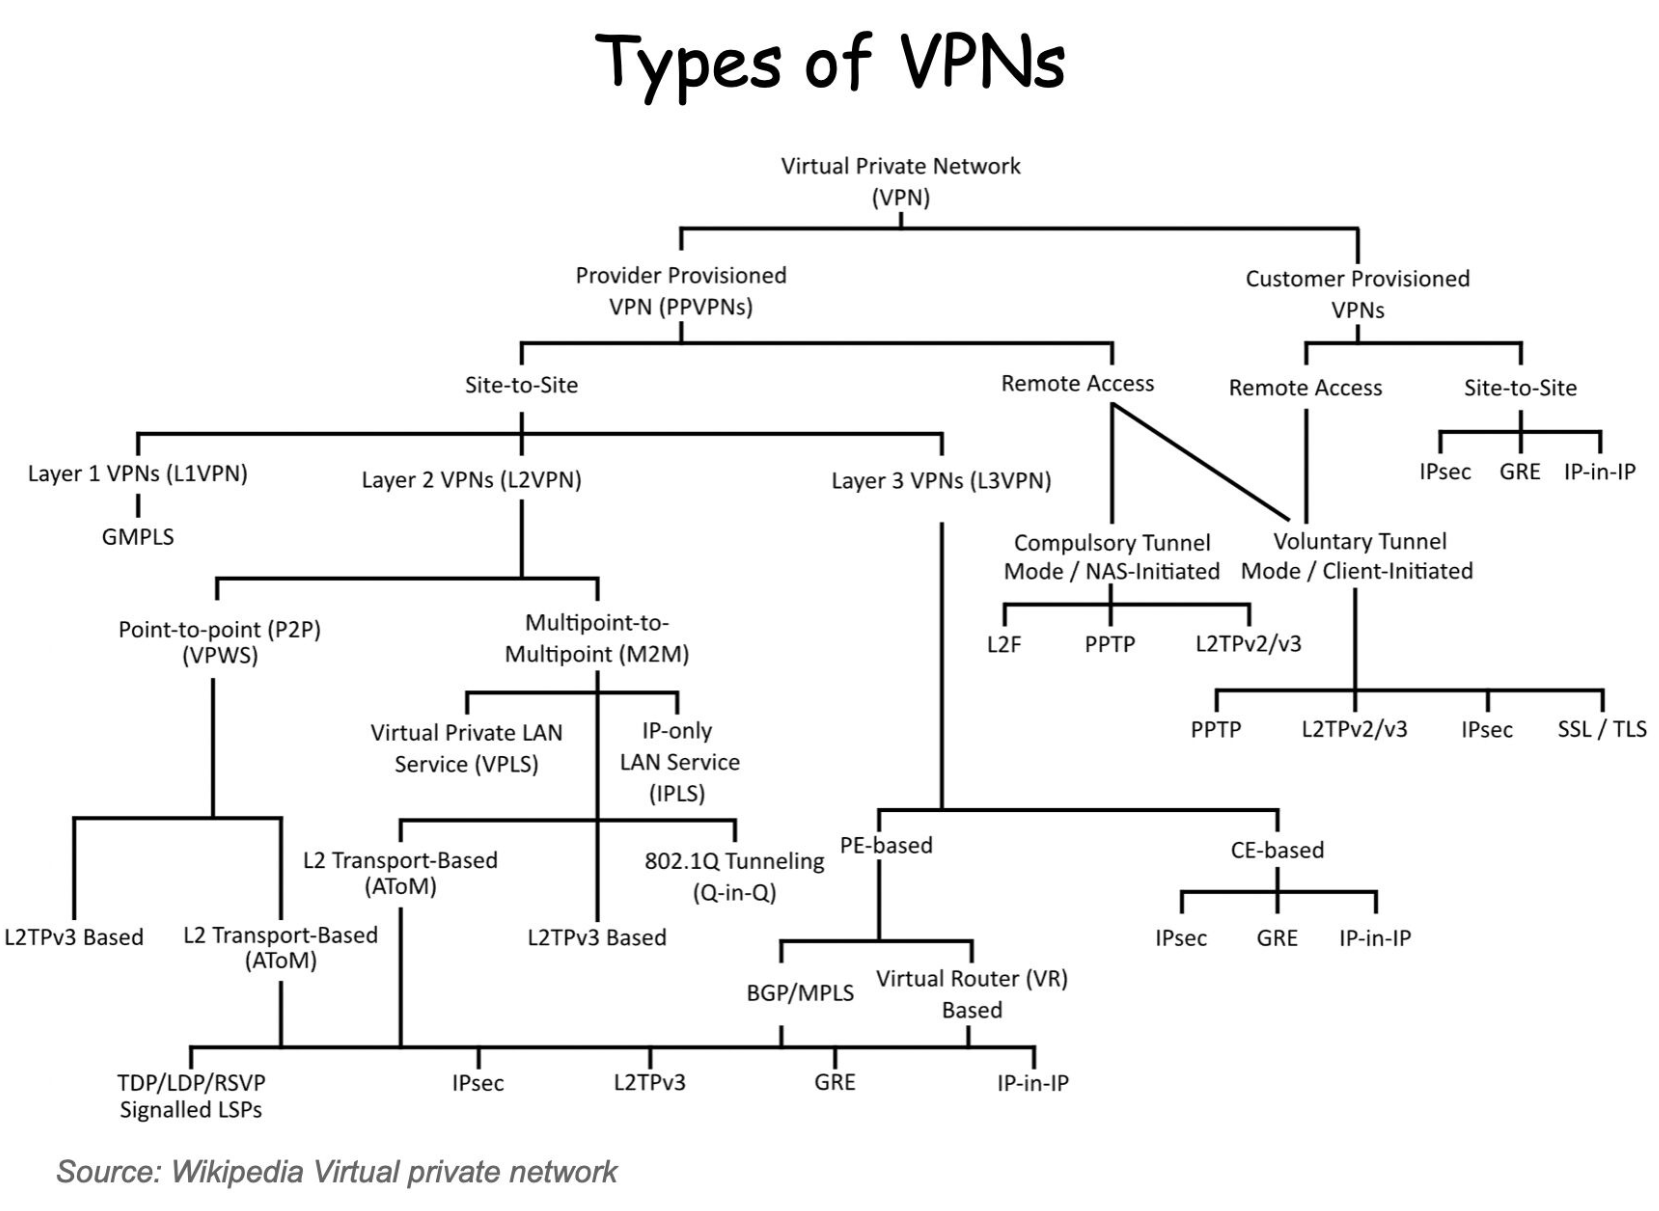 Types of VPNs
Virtual Private Network
(VPN)
Provider Provisioned
VPN (PPVPNs)
Customer Provisioned
VPNs
Site-to-Site
Remote Access
Remote Access
Site-to-Site
Layer 1 VPNs (L1VPN)
Layer 2 VPNs (L2VPN)
Layer 3 VPNs (L3VPN)
IPsec
GRE
IP-in-IP
GMPLS
Compulsory Tunnel
Mode / NAS-Initiated
Voluntary Tunnel
Mode / Client-Initiated
Point-to-point (P2P)
(VPWS)
Multipoint-to-
Multipoint (M2M)
L2F
PPTP
L2TPv2/v3
Virtual Private LAN
Service (VPLS)
IP-only
LAN Service
(IPLS)
PPTP
L2TPv2/v3
IPsec
SSL / TLS
L2 Transport-Based
(AToM)
802.1Q Tunneling
(Q-in-Q)
PE-based
CE-based
L2TPv3 Based
L2 Transport-Based
(AToM)
L2TPv3 Based
IPsec
GRE
IP-in-IP
BGP/MPLS
Virtual Router (VR)
Based
TDP/LDP/RSVP
Signalled LSPs
IPsec
L2TPv3
GRE
IP-in-IP
Source: Wikipedia Virtual private network